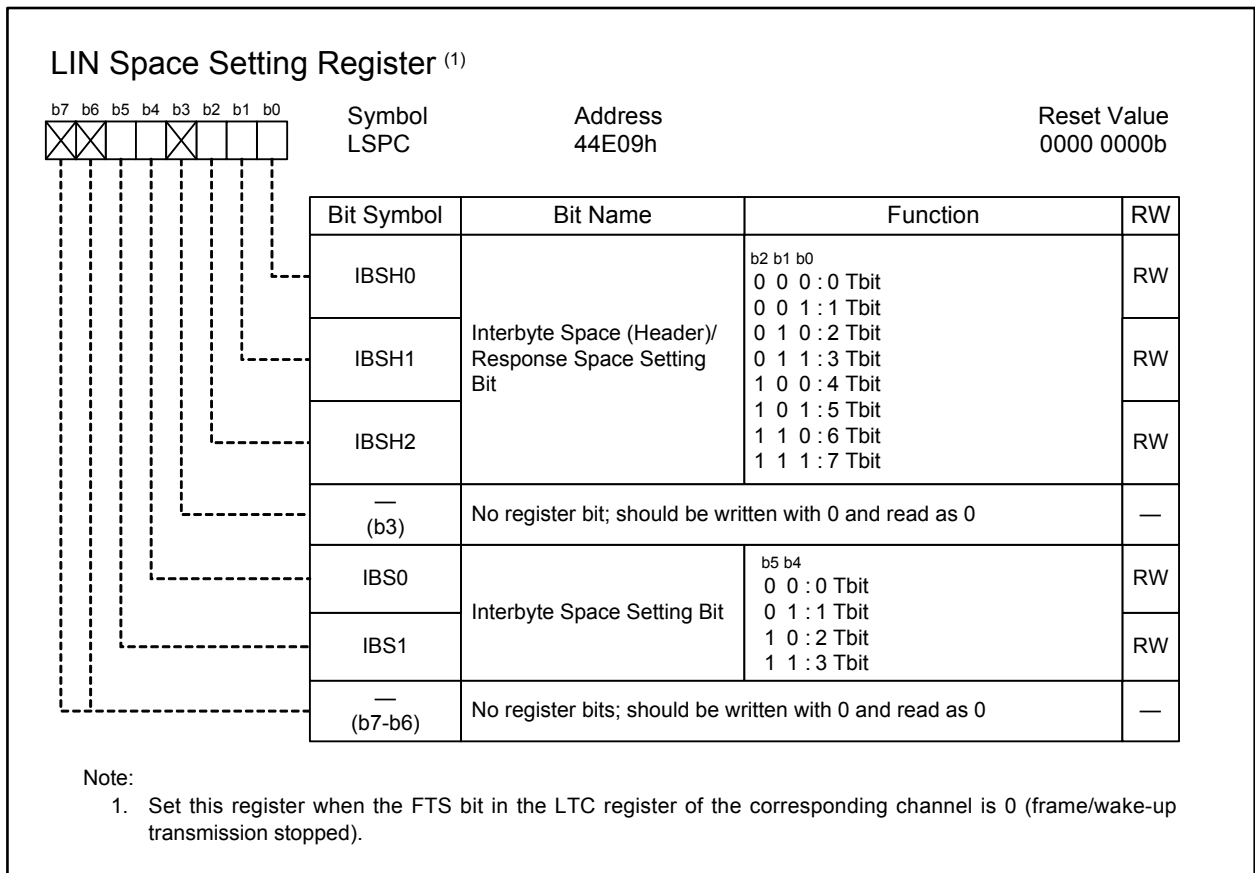 LIN Space Setting Register (1)
b7 b6 b5 b4 b3 b2 b1 b0
Symbol Address Reset Value
LSPC 44E09h 0000 0000b
Bit Symbol Bit Name Function RW
IBSH0 RW
IBSH1 RW
IBSH2 RW
Interbyte Space (Header)/
Response Space Setting
Bit
b2 b1 b0
0 0 0 : 0 Tbit
0 0 1 : 1 Tbit
0 1 0 : 2 Tbit
0 1 1 : 3 Tbit
1 0 0 : 4 Tbit
1 0 1 : 5 Tbit
1 1 0 : 6 Tbit
1 1 1 : 7 Tbit
—
(b3) No register bit; should be written with 0 and read as 0 —
IBS0 RW
IBS1 RW
Interbyte Space Setting Bit
b5 b4
0 0 : 0 Tbit
0 1 : 1 Tbit
1 0 : 2 Tbit
1 1 : 3 Tbit
—
(b7-b6) No register bits; should be written with 0 and read as 0 —
Note:
1. Set this register when the FTS bit in the LTC register of the corresponding channel is 0 (frame/wake-up
transmission stopped).